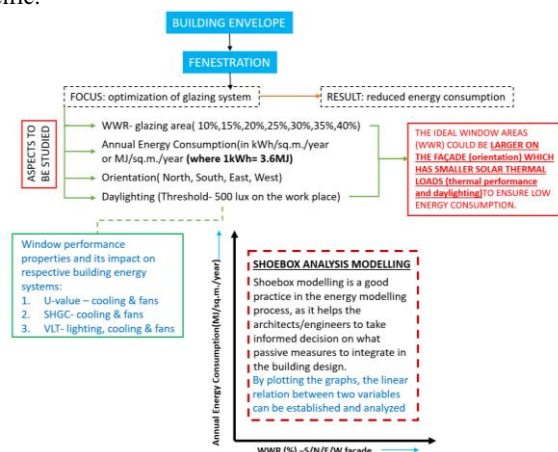 BUILDING ENVELOPE
FENESTRATION
FOCUS: optimization of glazing system
RESULT: reduced energy consumption
ASPECTS TO
BE STUDIED
WWR- glazing area( 10%,15%,20%,25%,30%,35%,40%)
Annual Energy Consumption(in kWh/sq.m./year
or MJ/sq.m./year (where 1kWh= 3.6MJ)
Orientation( North, South, East, West)
Daylighting (Threshold- 500 lux on the work place)
THE IDEAL WINDOW AREAS
(WWR) COULD BE LARGER ON
THE FAÇADE (orientation) WHICH
HAS SMALLER SOLAR THERMAL
LOADS (thermal performance
and daylighting)TO ENSURE LOW
ENERGY CONSUMPTION.
Window performance
properties and its impact on
respective building energy
systems:
1. U-value – cooling & fans
2. SHGC- cooling & fans
3. VLT- lighting, cooling & fans
Annual Energy Consumption(MJ/sq.m./year)
SHOEBOX ANALYSIS MODELLING
Shoebox modelling is a good
practice in the energy modelling
process, as it helps the
architects/engineers to take
informed decision on what
passive measures to integrate in
the building design.
By plotting the graphs, the linear
relation between two variables
can be established and analyzed
WWR (%) –S/N/E/W facade